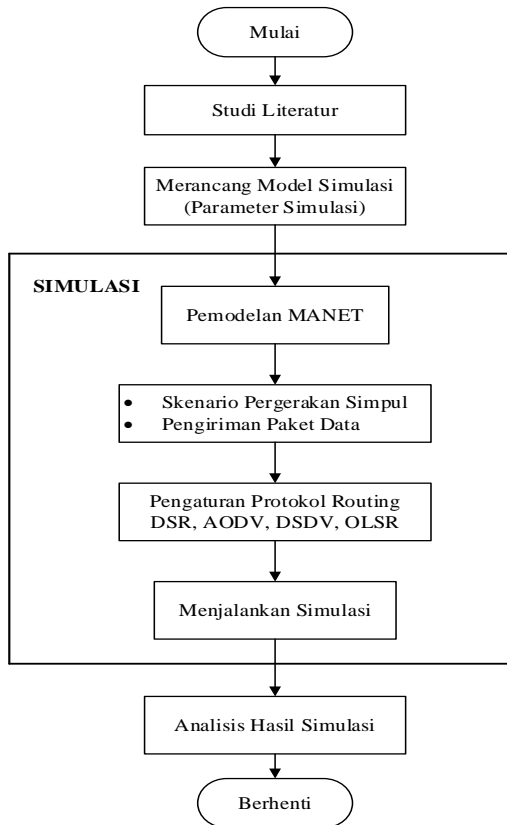 Mulai
Studi Literatur
Merancang Model Simulasi
(Parameter Simulasi)
SIMULASI
Pemodelan MANET
• Skenario Pergerakan Simpul
• Pengiriman Paket Data
Pengaturan Protokol Routing
DSR, AODV, DSDV, OLSR
Menjalankan Simulasi
Analisis Hasil Simulasi
Berhenti